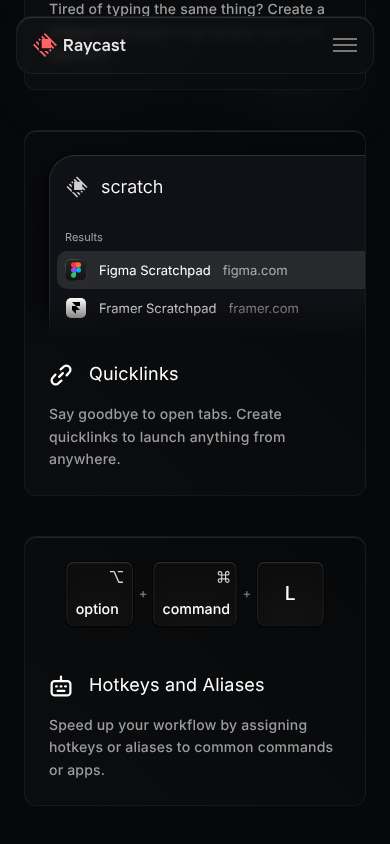 Tired of typing the same thing? Create a
Raycast
scratch
Results
Figma Scratchpad figma.com
Framer Scratchpad framer.com
Quicklinks
Say goodbye to open tabs. Create
quicklinks to launch anything from
anywhere.
⌥ ⌘
option + command + L
Hotkeys and Aliases
Speed up your workflow by assigning
hotkeys or aliases to common commands
or apps.